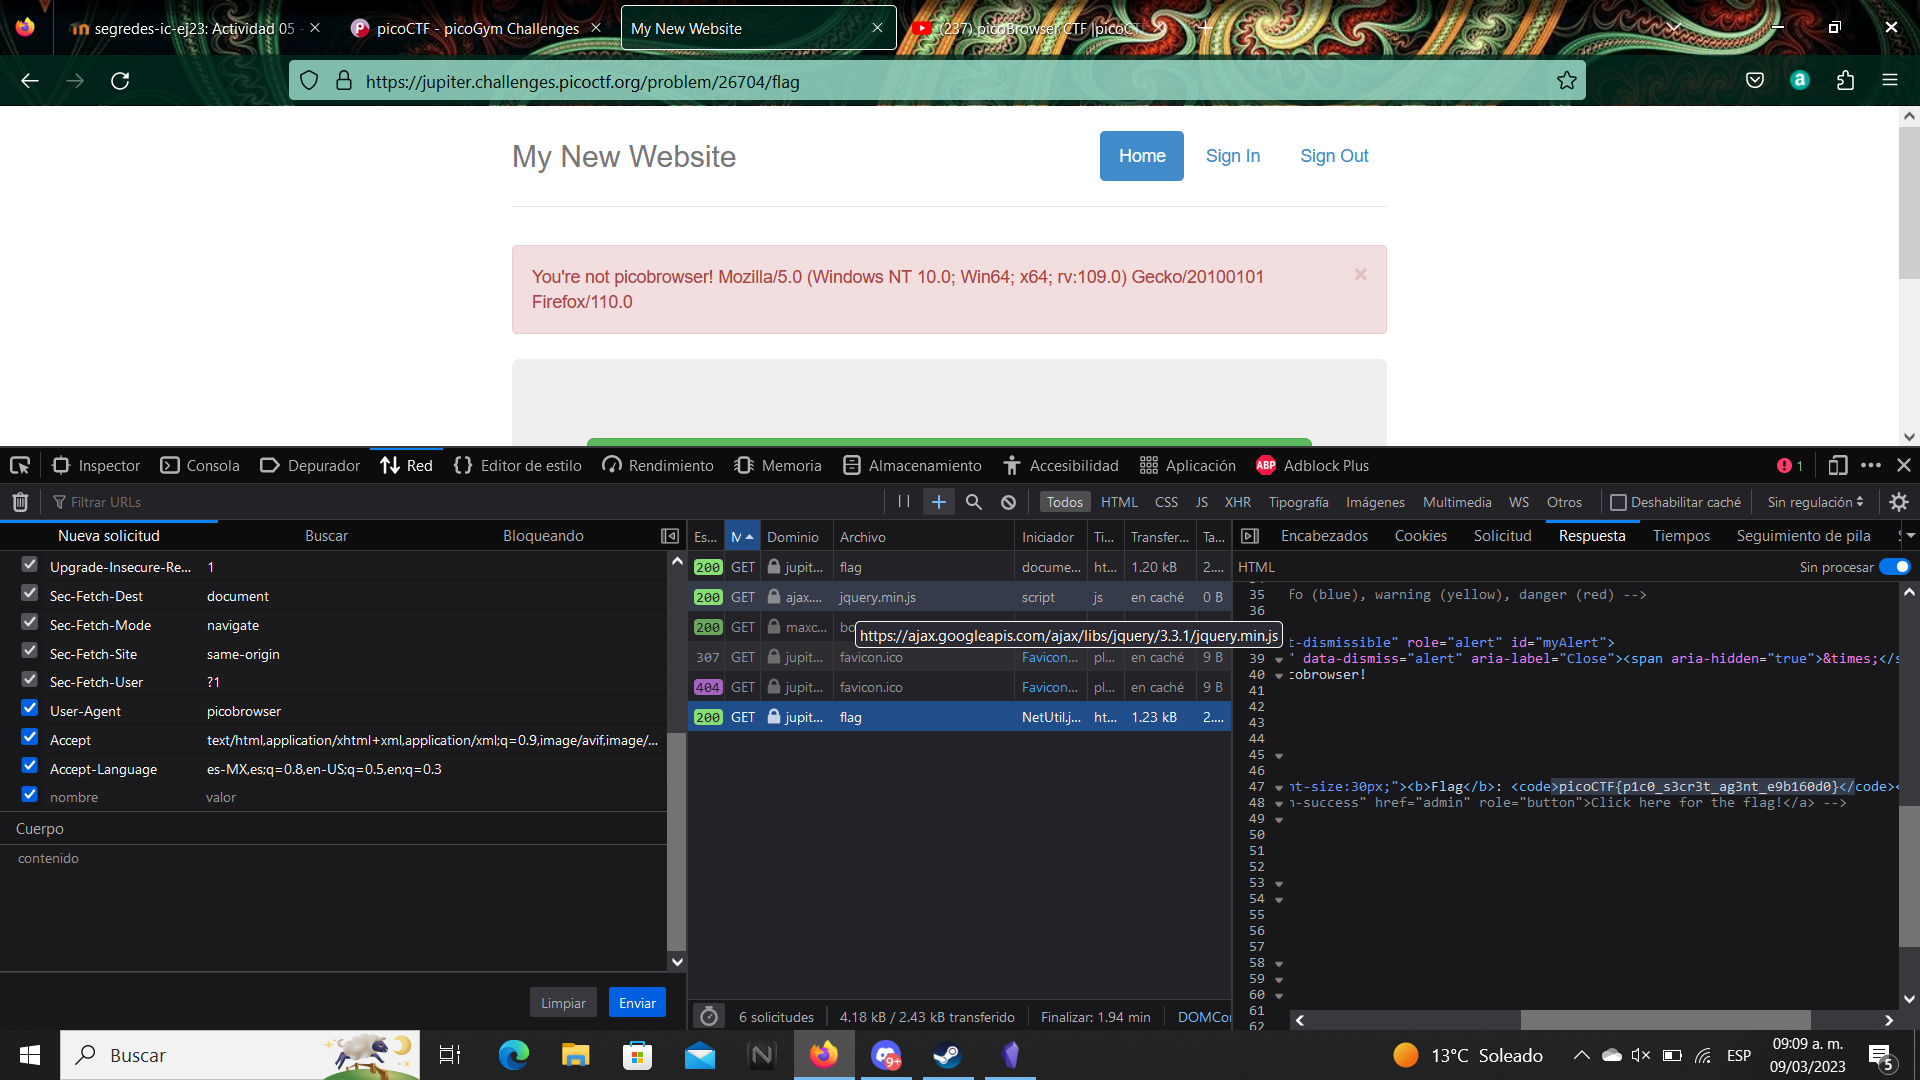 segredes-ic-ej23: Actividad 05 -
picoCTF - picoGym Challenges
My New Website
(237) picoBrowser CTF |picoCT
https://jupiter.challenges.picoctf.org/problem/26704/flag
My New Website
Home
Sign In
Sign Out
You're not picobrowser! Mozilla/5.0 (Windows NT 10.0; Win64; x64; rv:109.0) Gecko/20100101
Firefox/110.0
×
Inspector
Consola
Depurador
Red
Editor de estilo
Rendimiento
Memoria
Almacenamiento
Accesibilidad
Aplicación
ABP
Adblock Plus
1
Filtrar URLs
Todos
HTML
CSS
JS
XHR
Tipografía
Imágenes
Multimedia
WS
Otros
Deshabilitar caché
Sin regulación
Nueva solicitud
Buscar
Bloqueando
Upgrade-Insecure-Re... 1
Sec-Fetch-Dest document
Sec-Fetch-Mode navigate
Sec-Fetch-Site same-origin
Sec-Fetch-User ?1
User-Agent picobrowser
Accept text/html,application/xhtml+xml,application/xml;q=0.9,image/avif,image/...
Accept-Language es-MX,es;q=0.8,en-US;q=0.5,en;q=0.3
nombre valor
Cuerpo
contenido
Limpiar
Enviar
Es... M Dominio Archivo Iniciador Ti... Transfer... Ta...
200 GET jupit... flag docume... ht... 1.20 kB 2....
200 GET ajax.... jquery.min.js script js en caché 0 B
200 GET maxc... bo
https://ajax.googleapis.com/ajax/libs/jquery/3.3.1/jquery.min.js
307 GET jupit... favicon.ico Favicon... pl... en caché 9 B
404 GET jupit... favicon.ico Favicon... pl... en caché 9 B
200 GET jupit... flag NetUtil.j... ht... 1.23 kB 2....
6 solicitudes
4.18 kB / 2.43 kB transferido
Finalizar: 1.94 min
DOMCo
Encabezados
Cookies
Solicitud
Respuesta
Tiempos
Seguimiento de pila
HTML
Sin procesar
35 fo (blue), warning (yellow), danger (red) -->
36
t-dismissible" role="alert" id="myAlert">
39 " data-dismiss="alert" aria-label="Close"><span aria-hidden="true">&times;</s
40 cobrowser!
41
42
43
44
45
46
47 nt-size:30px;"><b>Flag</b>: <code>picoCTF{p1c0_s3cr3t_ag3nt_e9b160d0}</code><
48 n-success" href="admin" role="button">Click here for the flag!</a> -->
49
50
51
52
53
54
55
56
57
58
59
60
61
62
Buscar
N
9+
13°C Soleado
ESP
09:09 a. m.
09/03/2023
5